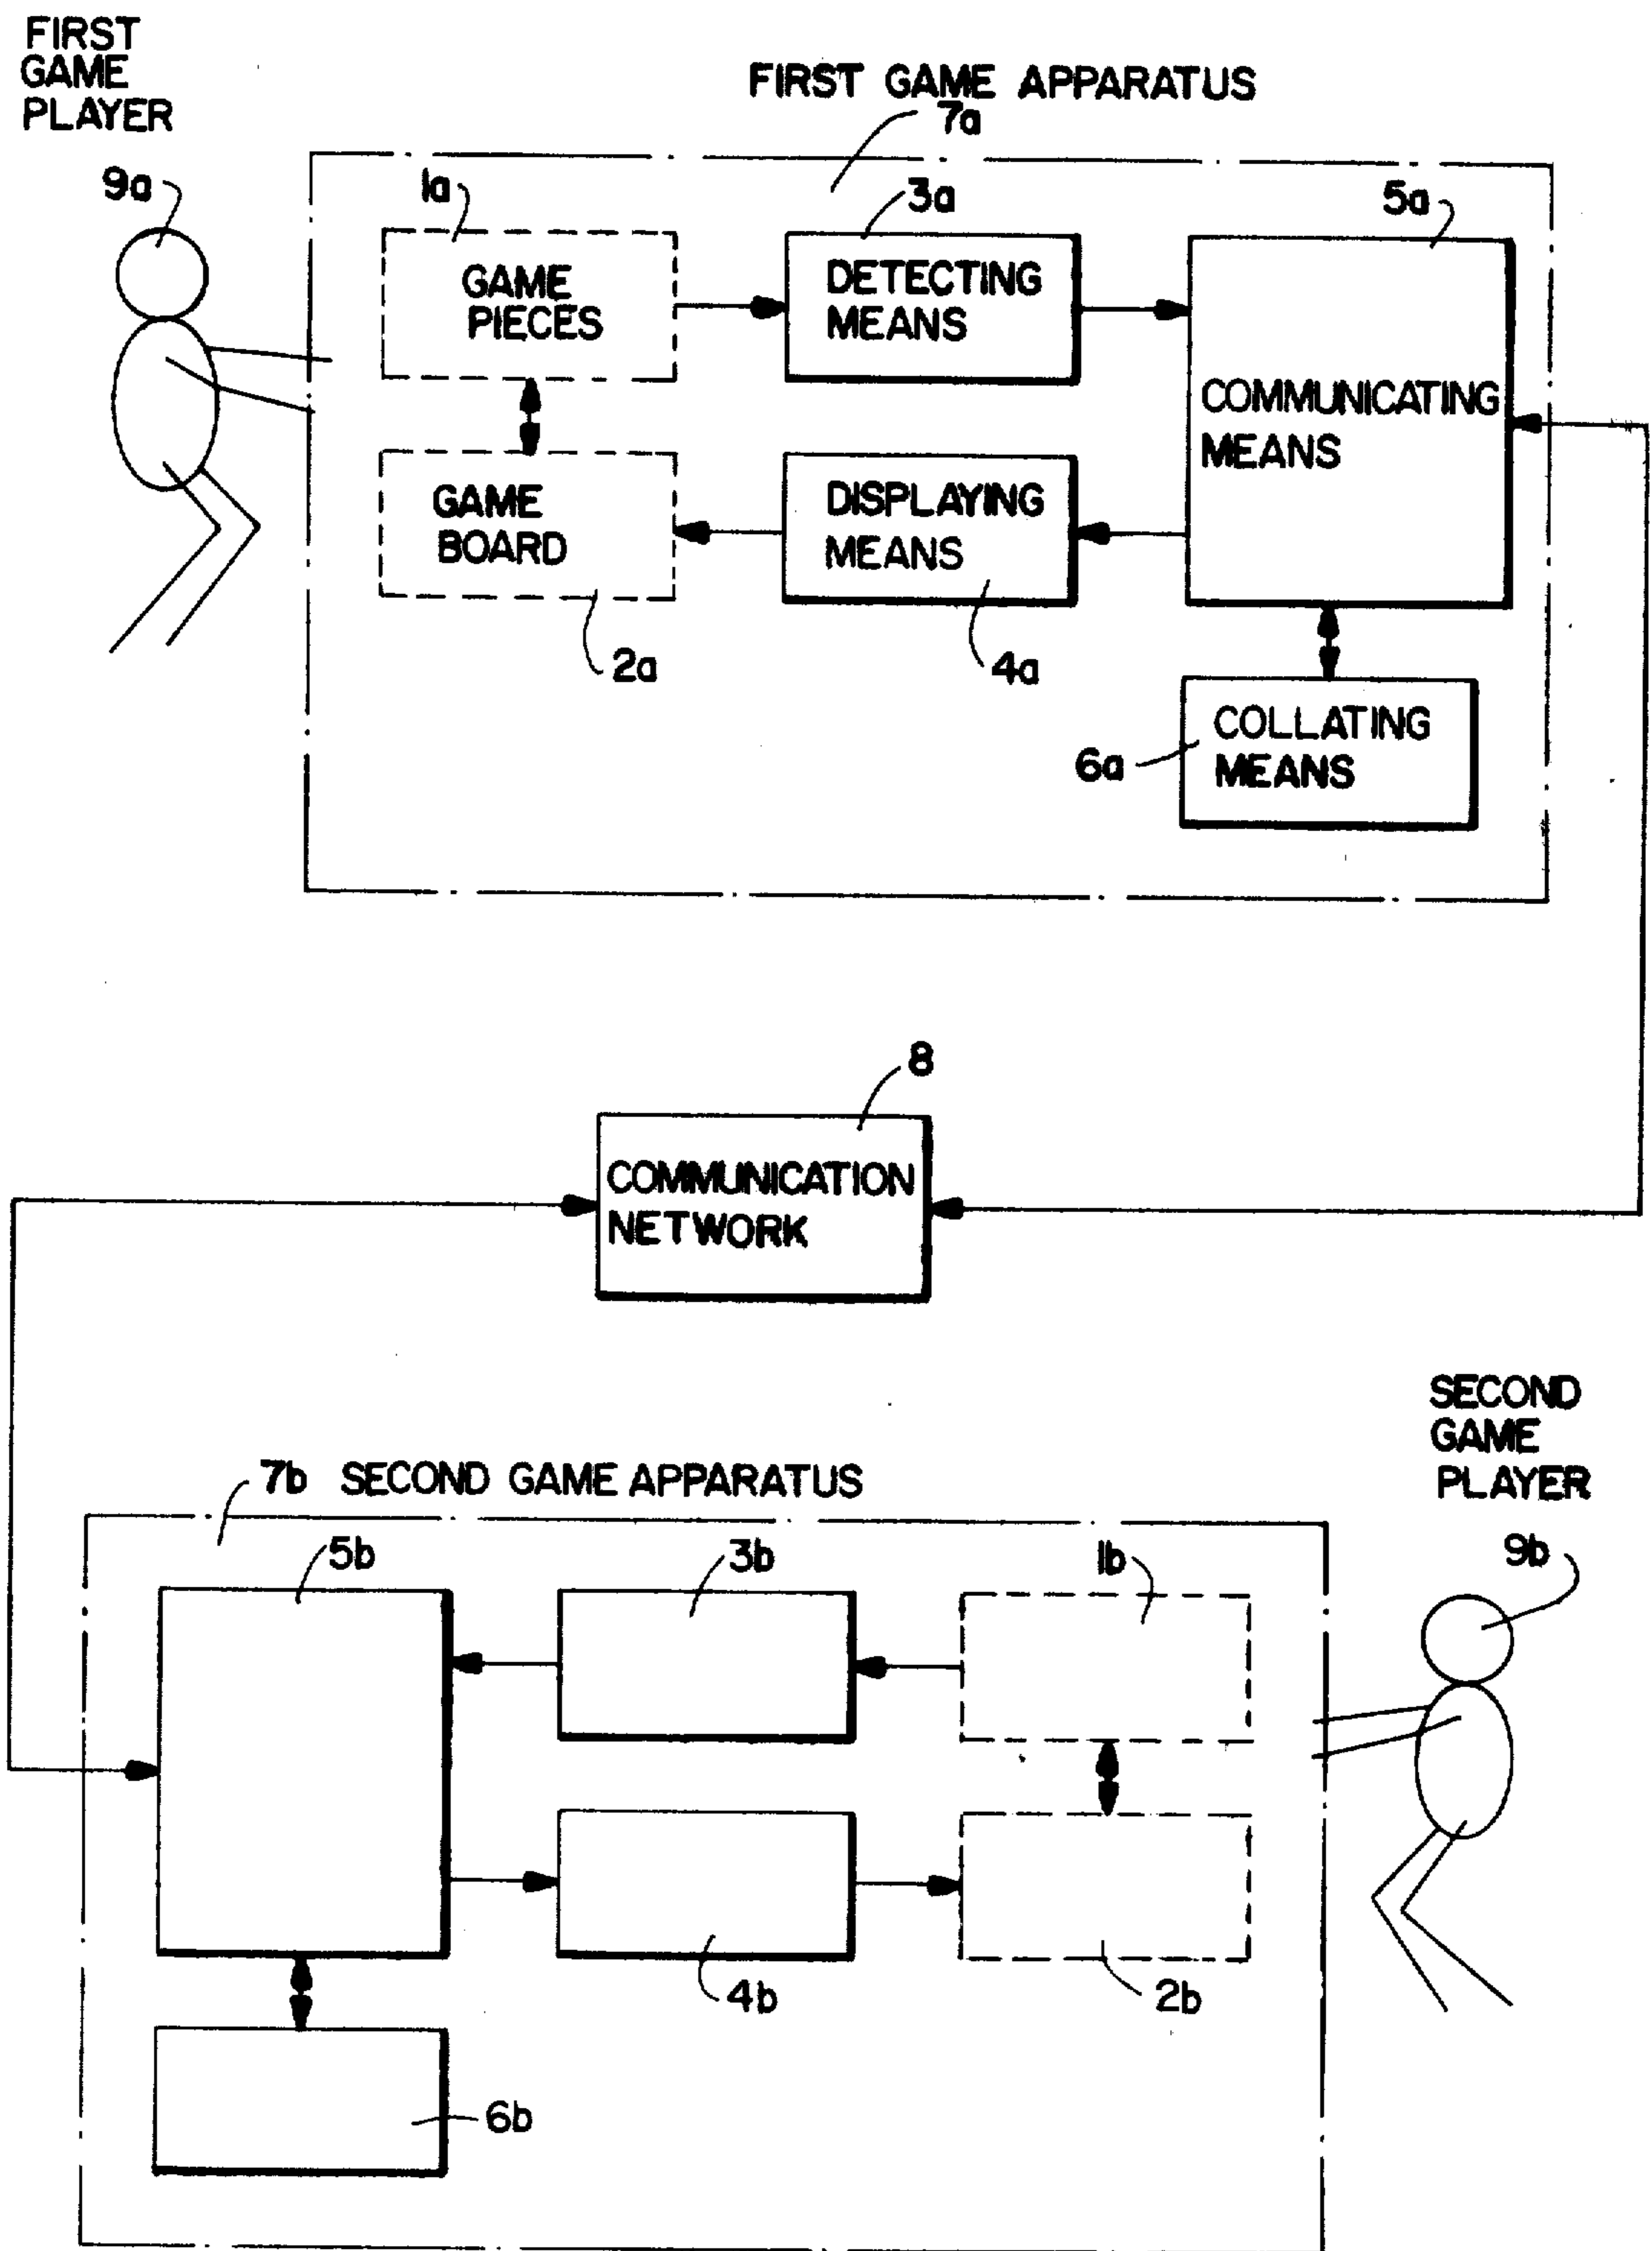 FIRST
GAME
PLAYER
FIRST GAME APPARATUS
7a
9a
1a
3a
5a
GAME
PIECES
DETECTING
MEANS
COMMUNICATING
MEANS
GAME
BOARD
DISPLAYING
MEANS
2a
4a
COLLATING
MEANS
6a
8
COMMUNICATION
NETWORK
SECOND
GAME
PLAYER
7b SECOND GAME APPARATUS
5b
3b
1b
9b
4b
2b
6b